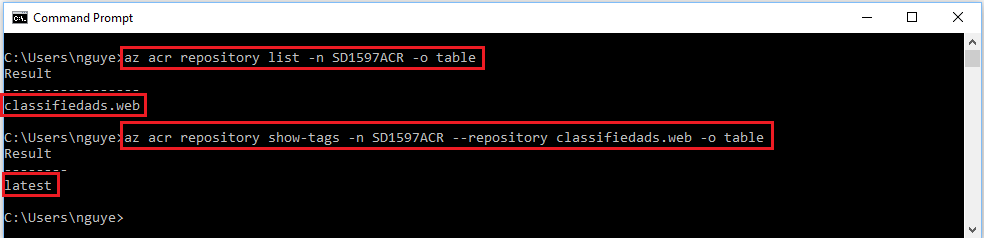 Command Prompt
C:\Users\nguye>az acr repository list -n SD1597ACR -o table
Result
-----------------
classifiedads.web
C:\Users\nguye>az acr repository show-tags -n SD1597ACR --repository classifiedads.web -o table
Result
--------
latest
C:\Users\nguye>